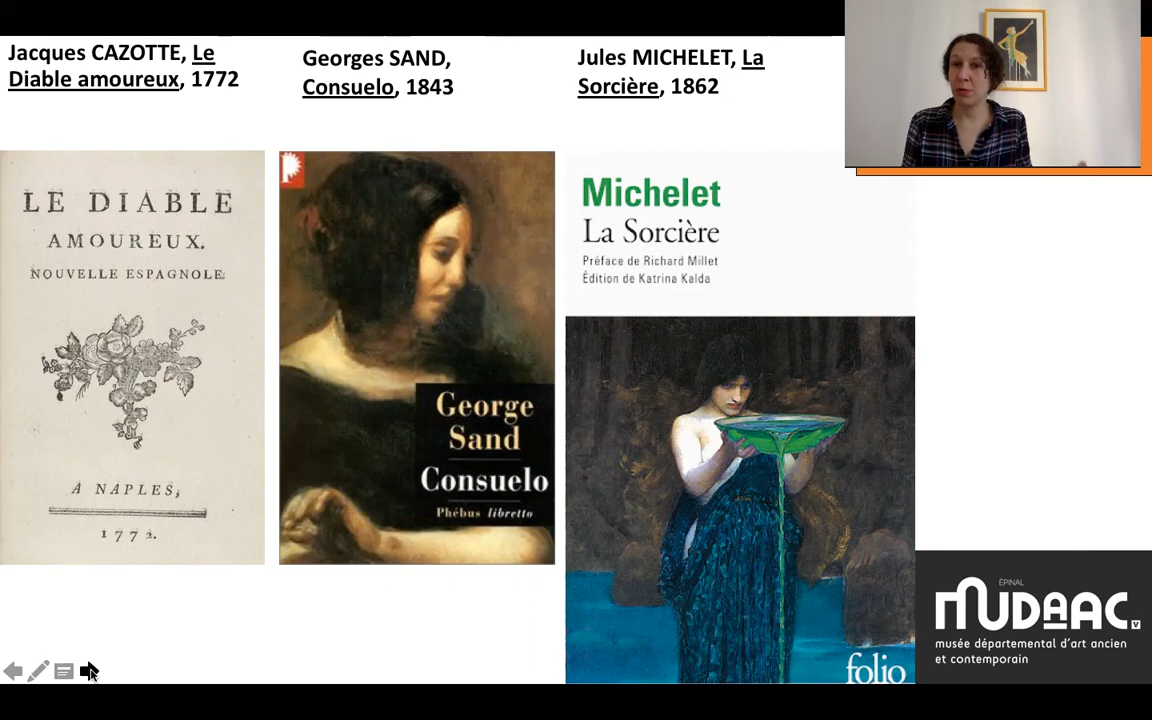 Jacques CAZOTTE, Le
Diable amoureux, 1772
Georges SAND,
Consuelo, 1843
Jules MICHELET, La
Sorcière, 1862
LE DIABLE
AMOUREUX.
NOUVELLE ESPAGNOLE
A NAPLES,
1772.
George
Sand
Consuelo
Phébus libretto
Michelet
La Sorcière
Préface de Richard Millet
Édition de Katrina Kalda
folio
ÉPINAL
MUDAAC
V
musée départemental d'art ancien
et contemporain